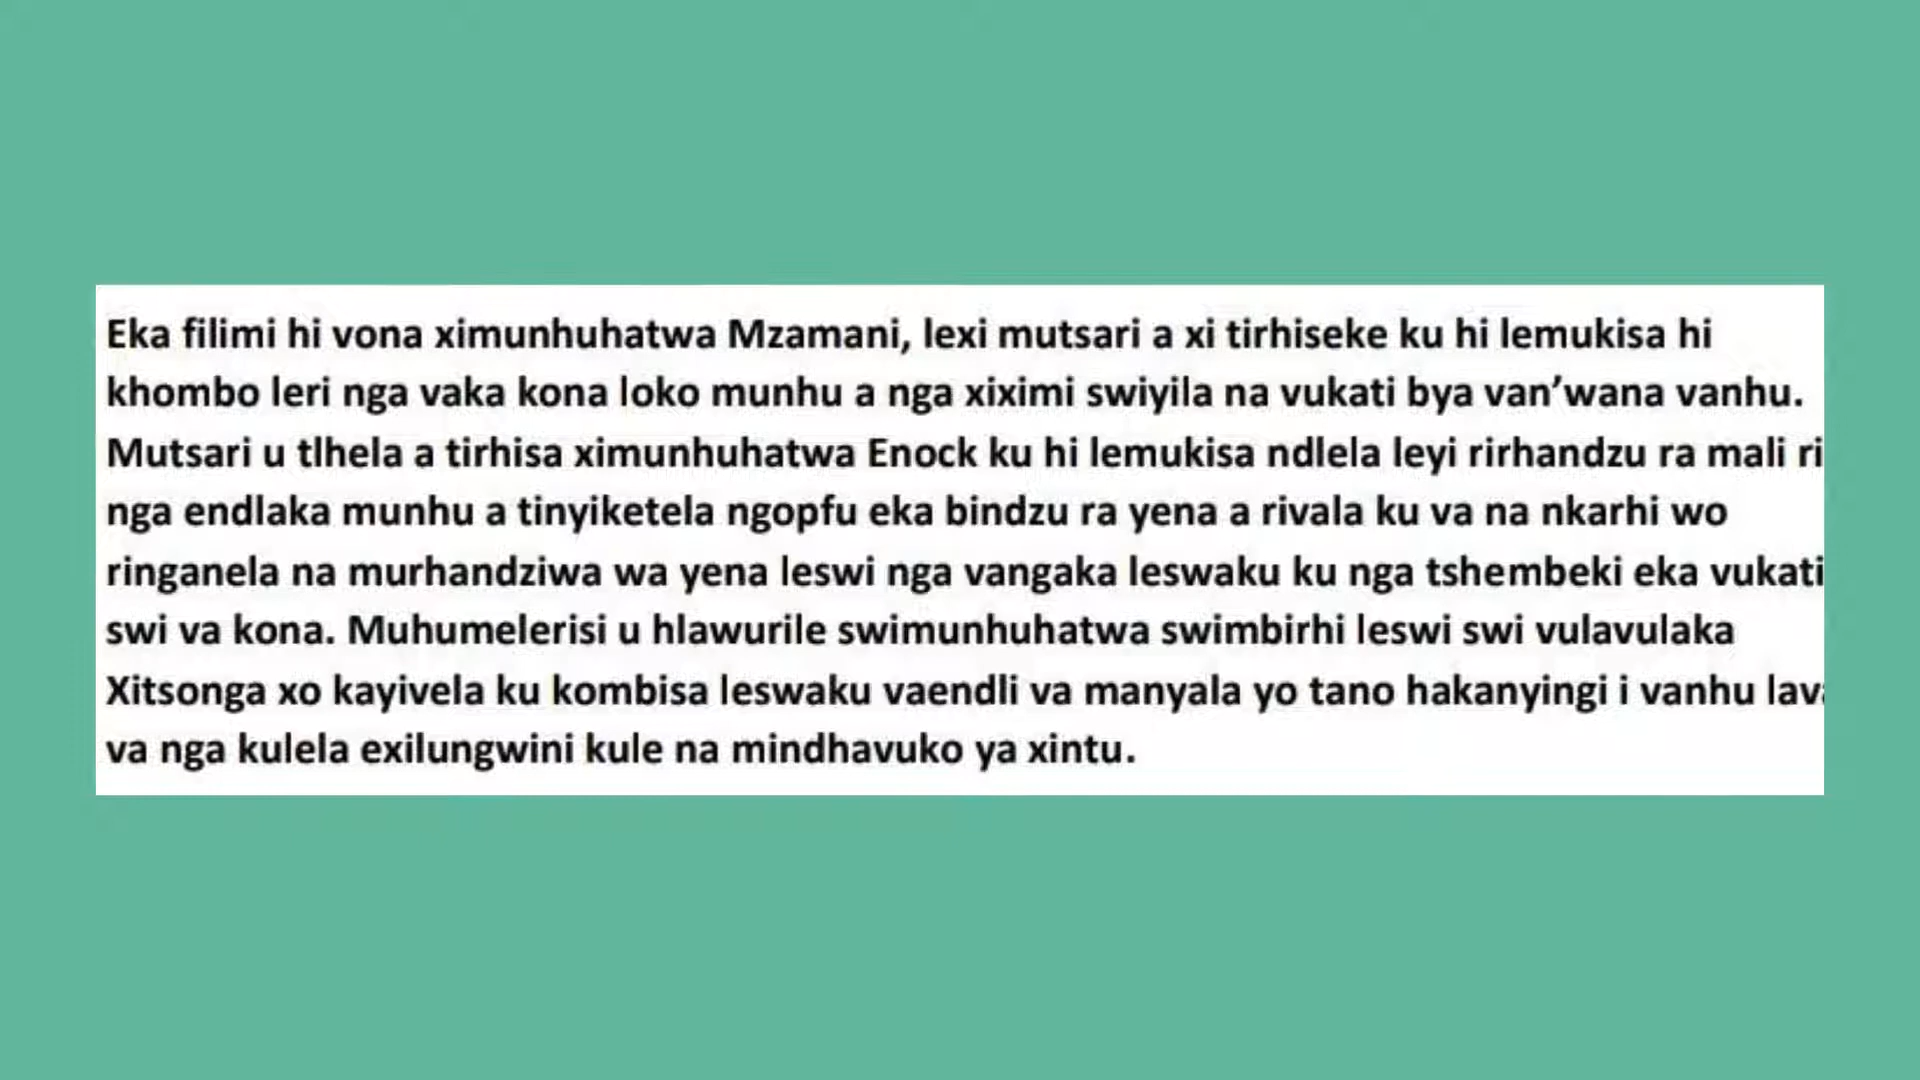 Eka filimi hi vona ximunhuhatwa Mzamani, lexi mutsari a xi tirhiseke ku hi lemukisa hi
khombo leri nga vaka kona loko munhu a nga xiximi swiyila na vukati bya van’wana vanhu.
Mutsari u tlhela a tirhisa ximunhuhatwa Enock ku hi lemukisa ndlela leyi rirhandzu ra mali ri
nga endlaka munhu a tinyiketela ngopfu eka bindzu ra yena a rivala ku va na nkarhi wo
ringanela na murhandziwa wa yena leswi nga vangaka leswaku ku nga tshembeki eka vukati
swi va kona. Muhumelerisi u hlawurile swimunhuhatwa swimbirhi leswi swi vulavulaka
Xitsonga xo kayivela ku kombisa leswaku vaendli va manyala yo tano hakanyingi i vanhu
va nga kulela exilungwini kule na mindhavuko ya xintu.